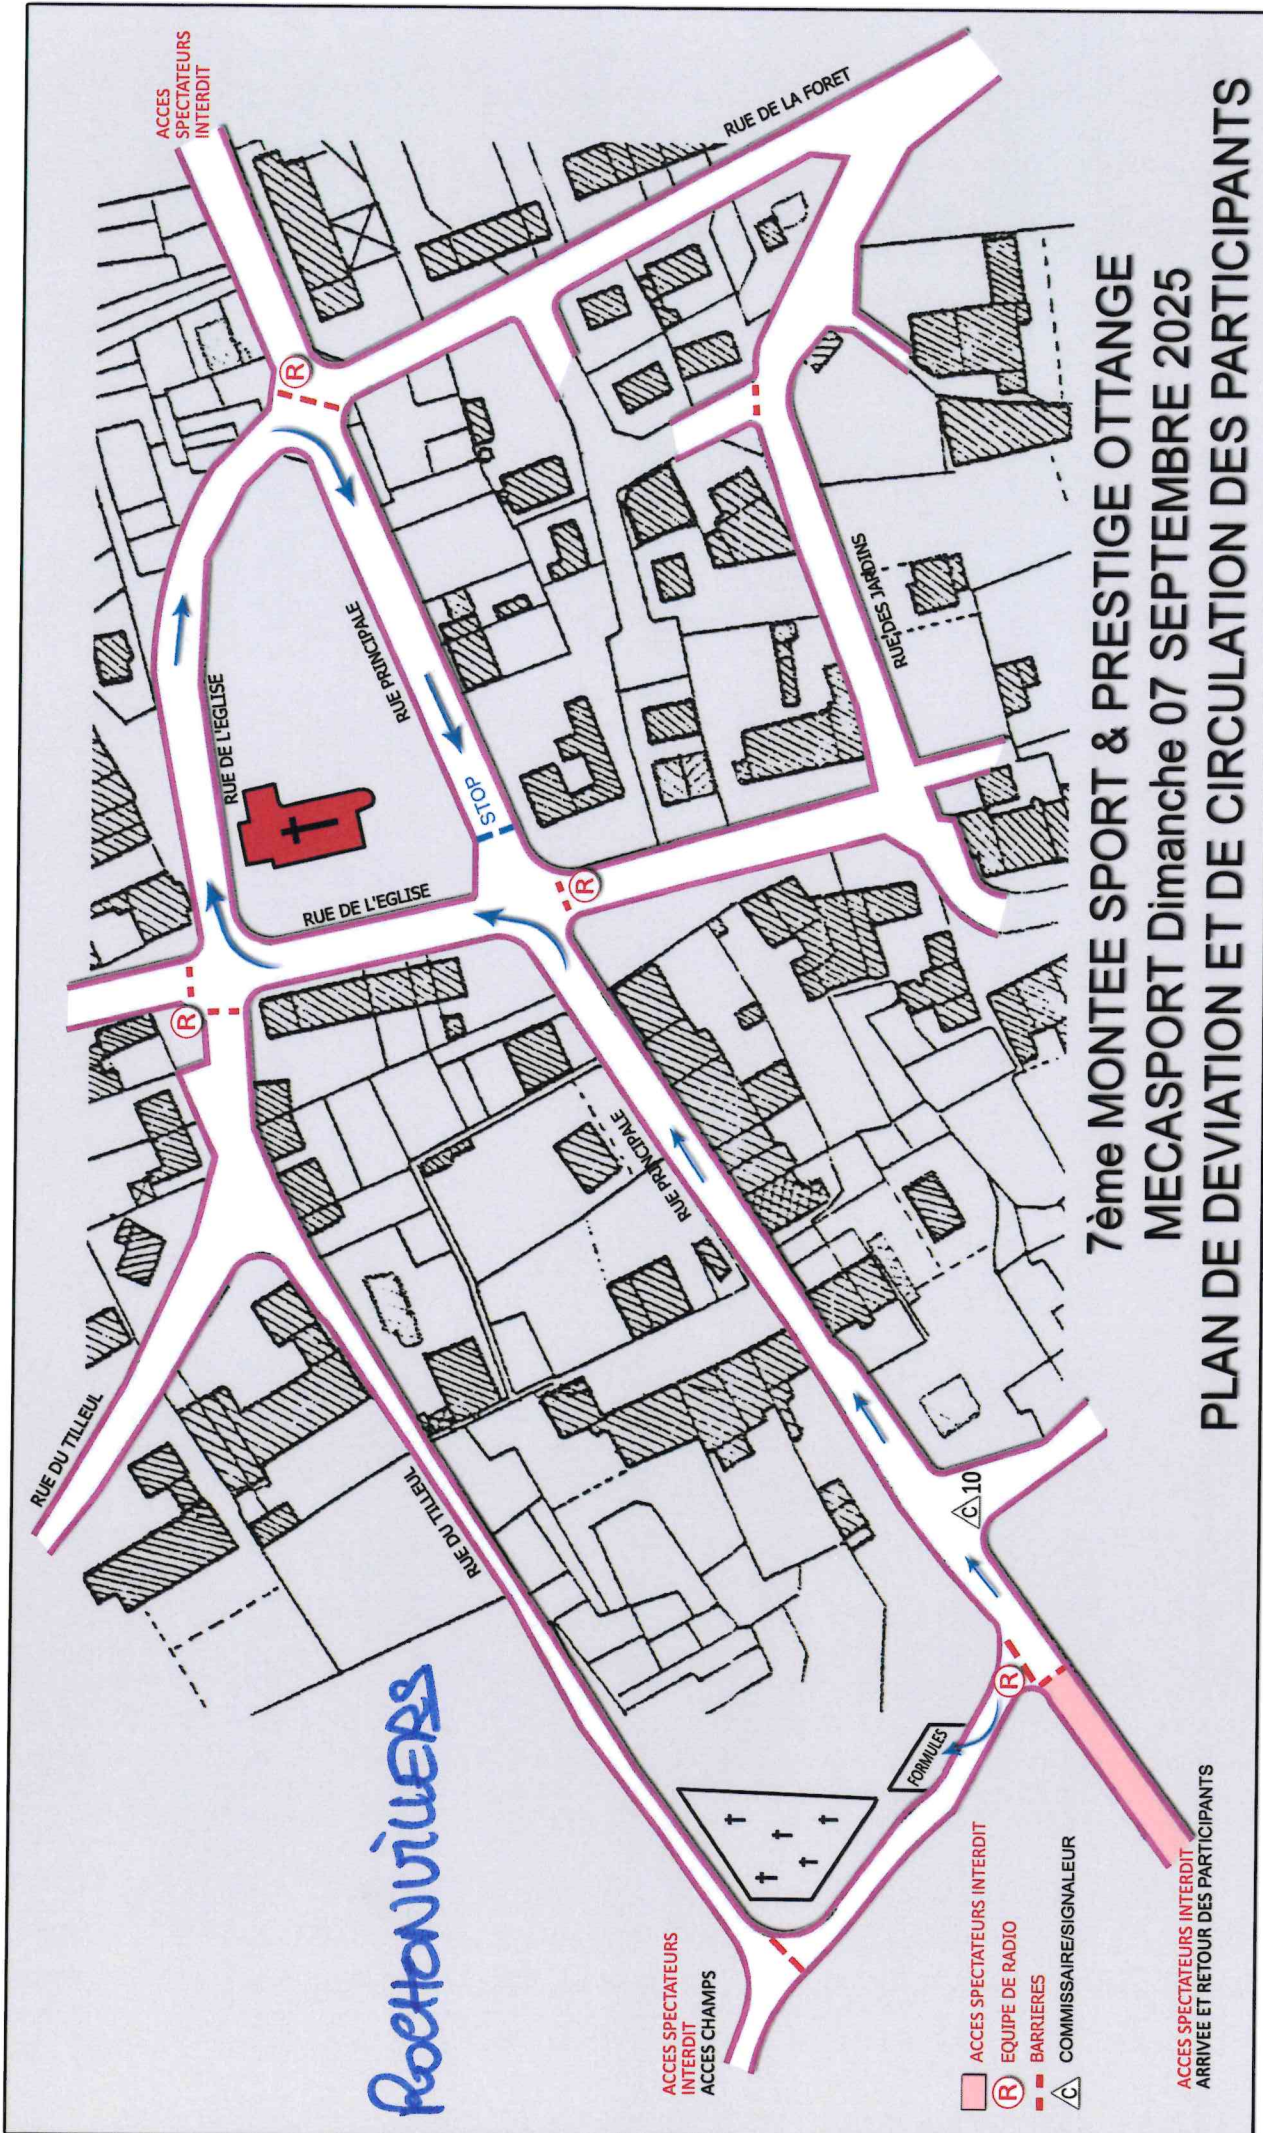 ACCES
SPECTATEURS
INTERDIT
RUE DE LA FORET
RUE DE L'EGLISE
RUE PRINCIPALE
STOP
RUE DE L'EGLISE
RUE DES JARDINS
R
R
R
RUE PRINCIPALE
RUE DU TILLEUL
RUE DU TILLEUL
C 10
R
FORMULES
ROCHONVILLERS
ACCES SPECTATEURS
INTERDIT
ACCES CHAMPS
ACCES SPECTATEURS INTERDIT
R EQUIPE DE RADIO
BARRIERES
C COMMISSAIRE/SIGNALEUR
ACCES SPECTATEURS INTERDIT
ARRIVEE ET RETOUR DES PARTICIPANTS
7ème MONTEE SPORT & PRESTIGE OTTANGE
MECASPORT Dimanche 07 SEPTEMBRE 2025
PLAN DE DEVIATION ET DE CIRCULATION DES PARTICIPANTS